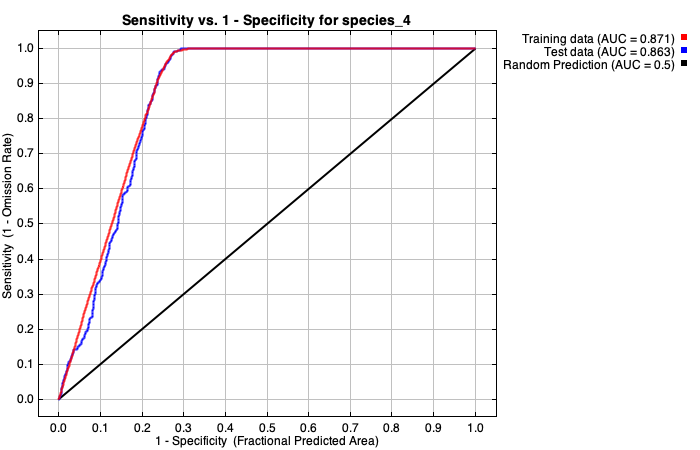 Sensitivity vs. 1 - Specificity for species_4
Training data (AUC = 0.871)
Test data (AUC = 0.863)
Random Prediction (AUC = 0.5)
Sensitivity (1 - Omission Rate)
1.0
0.9
0.8
0.7
0.6
0.5
0.4
0.3
0.2
0.1
0.0
0.0 0.1 0.2 0.3 0.4 0.5 0.6 0.7 0.8 0.9 1.0
1 - Specificity (Fractional Predicted Area)